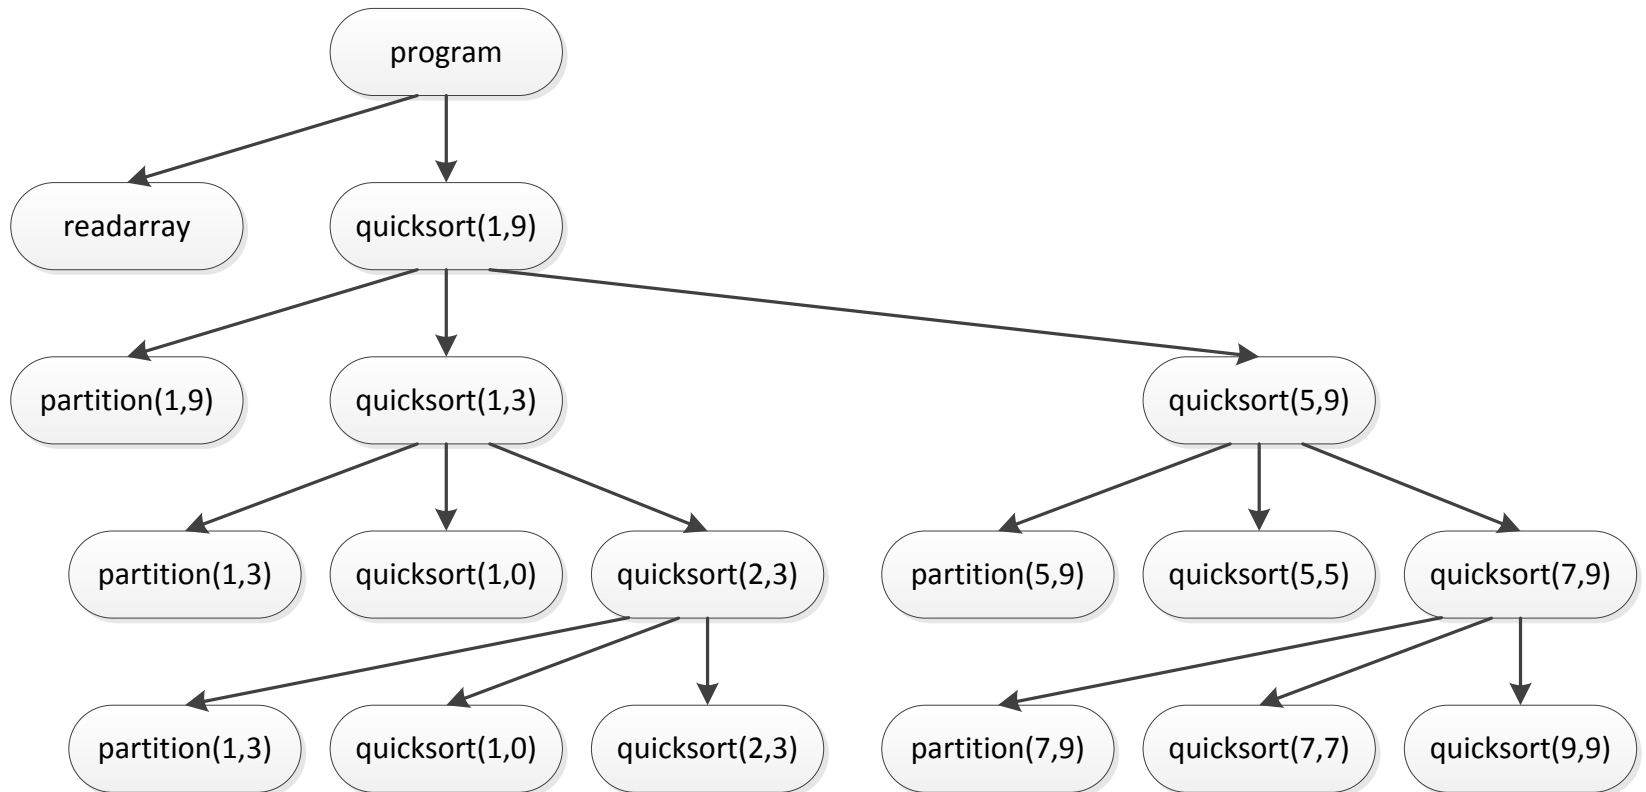 program
readarray
quicksort(1,9)
partition(1,9)
quicksort(1,3)
quicksort(5,9)
partition(1,3)
quicksort(1,0)
quicksort(2,3)
partition(5,9)
quicksort(5,5)
quicksort(7,9)
partition(1,3)
quicksort(1,0)
quicksort(2,3)
partition(7,9)
quicksort(7,7)
quicksort(9,9)